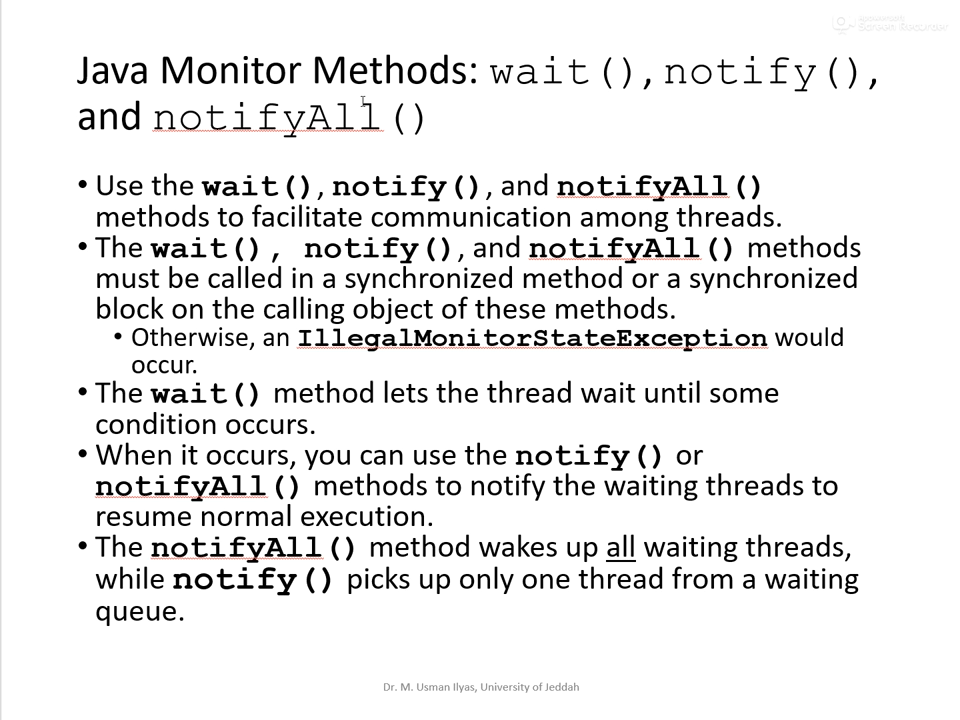 Screen Recorder
Java Monitor Methods: wait(), notify(),
and notifyAll()
• Use the wait(), notify(), and notifyAll()
methods to facilitate communication among threads.
• The wait(), notify(), and notifyAll() methods
must be called in a synchronized method or a synchronized
block on the calling object of these methods.
• Otherwise, an IllegalMonitorStateException would
occur.
• The wait() method lets the thread wait until some
condition occurs.
• When it occurs, you can use the notify() or
notifyAll() methods to notify the waiting threads to
resume normal execution.
• The notifyAll() method wakes up all waiting threads,
while notify() picks up only one thread from a waiting
queue.
Dr. M. Usman Ilyas, University of Jeddah